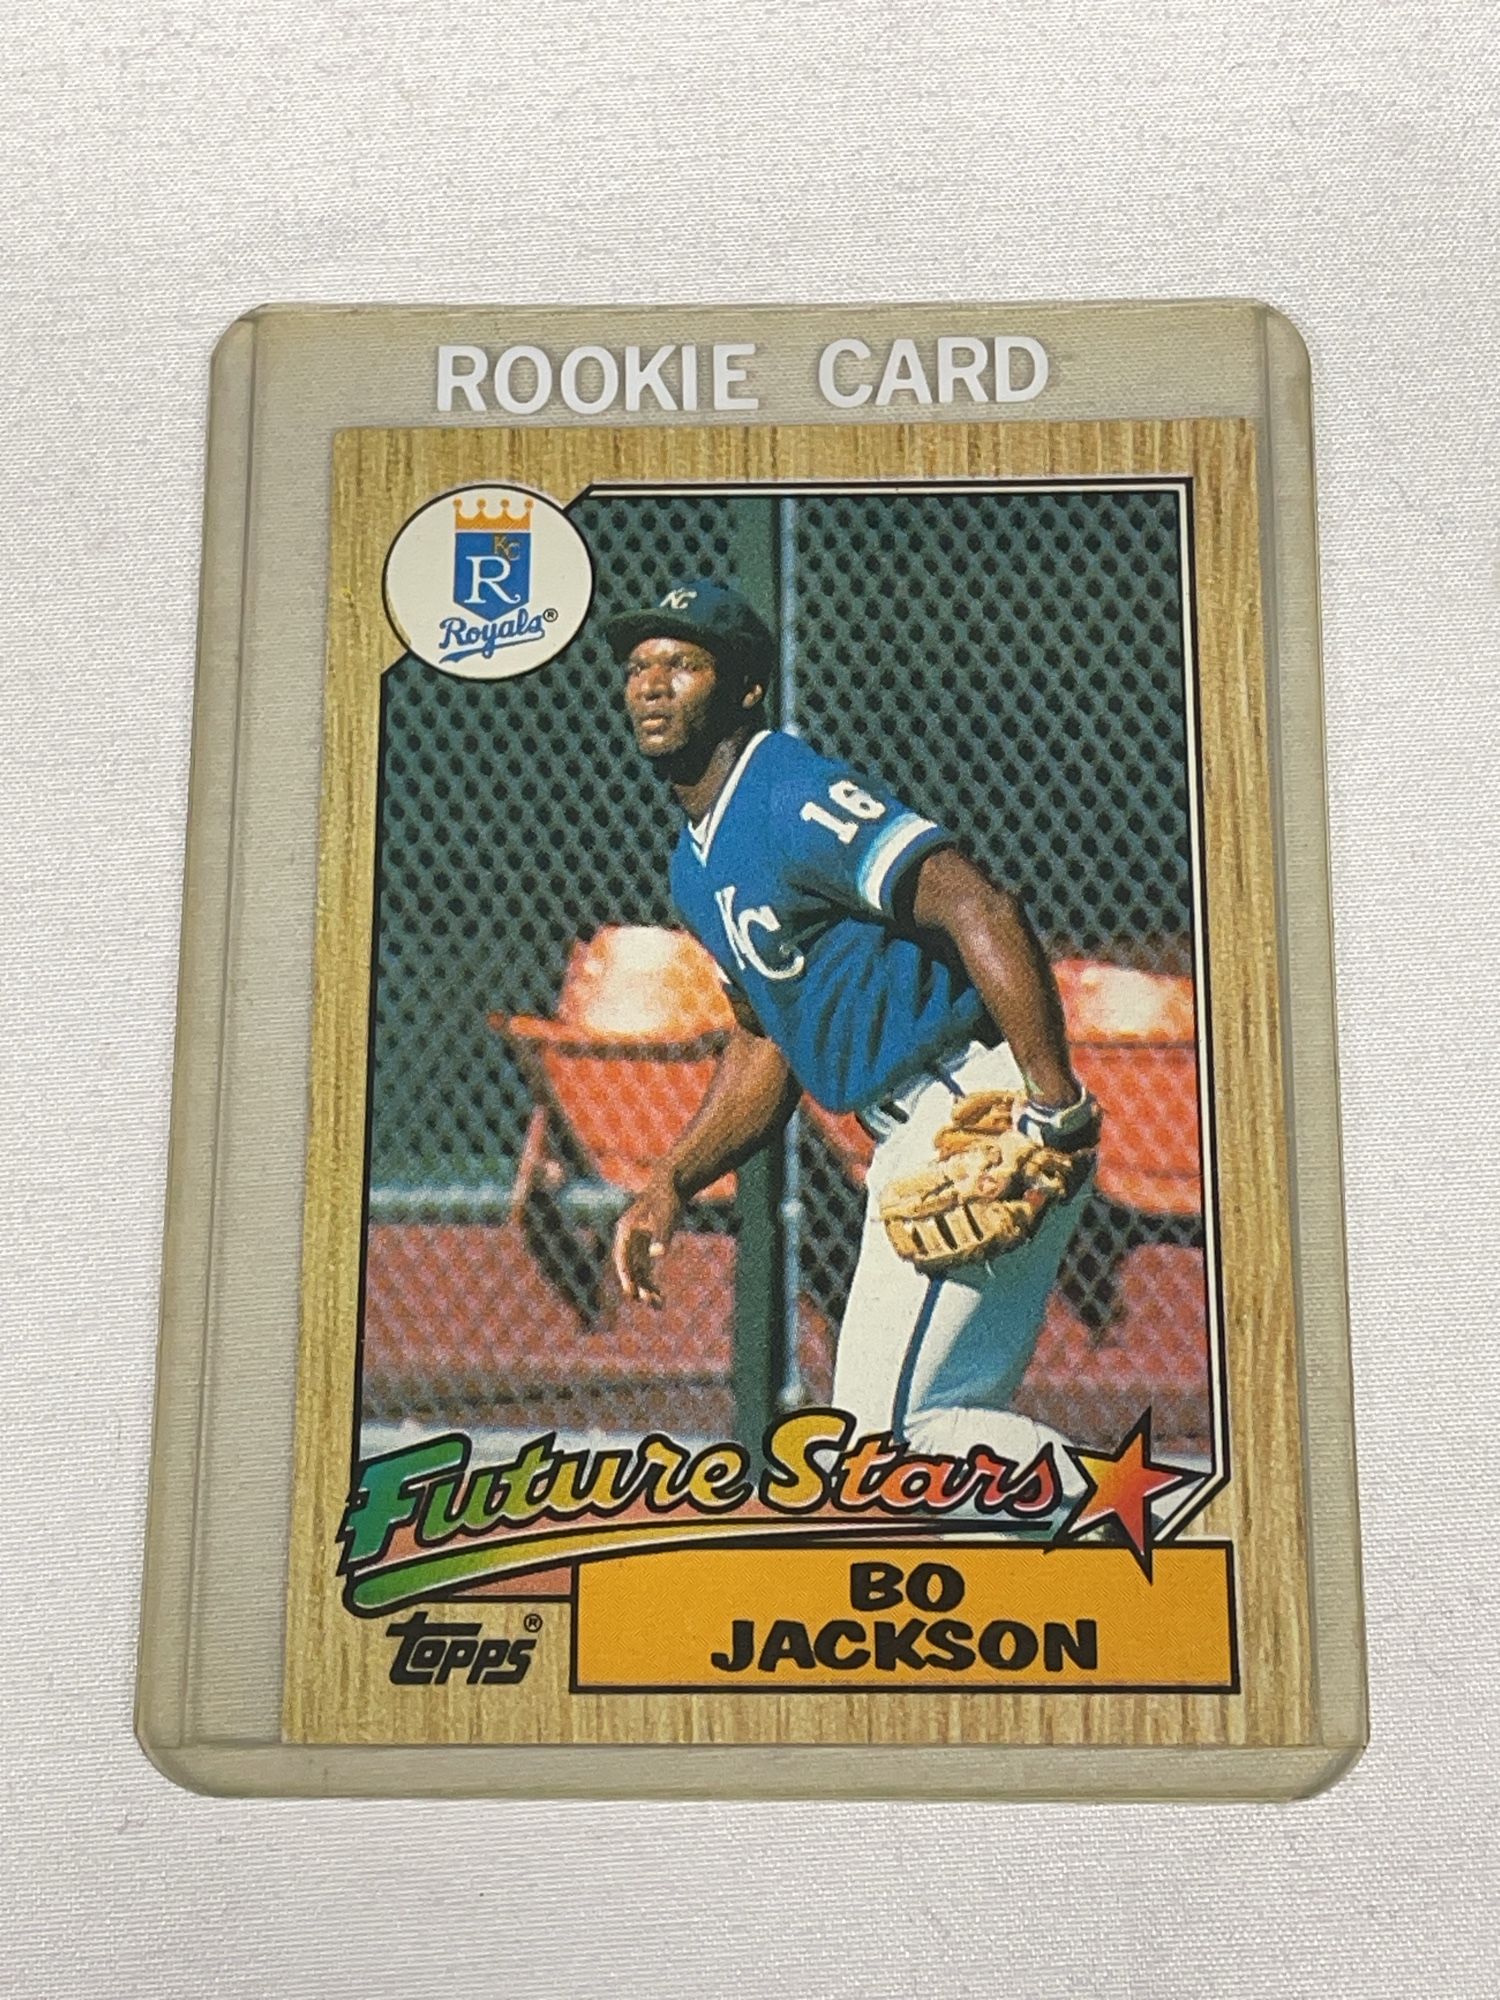 ROOKIE CARD
KC
R
Royals®
KC
16
KC
Future Stars
BO
JACKSON
topps®